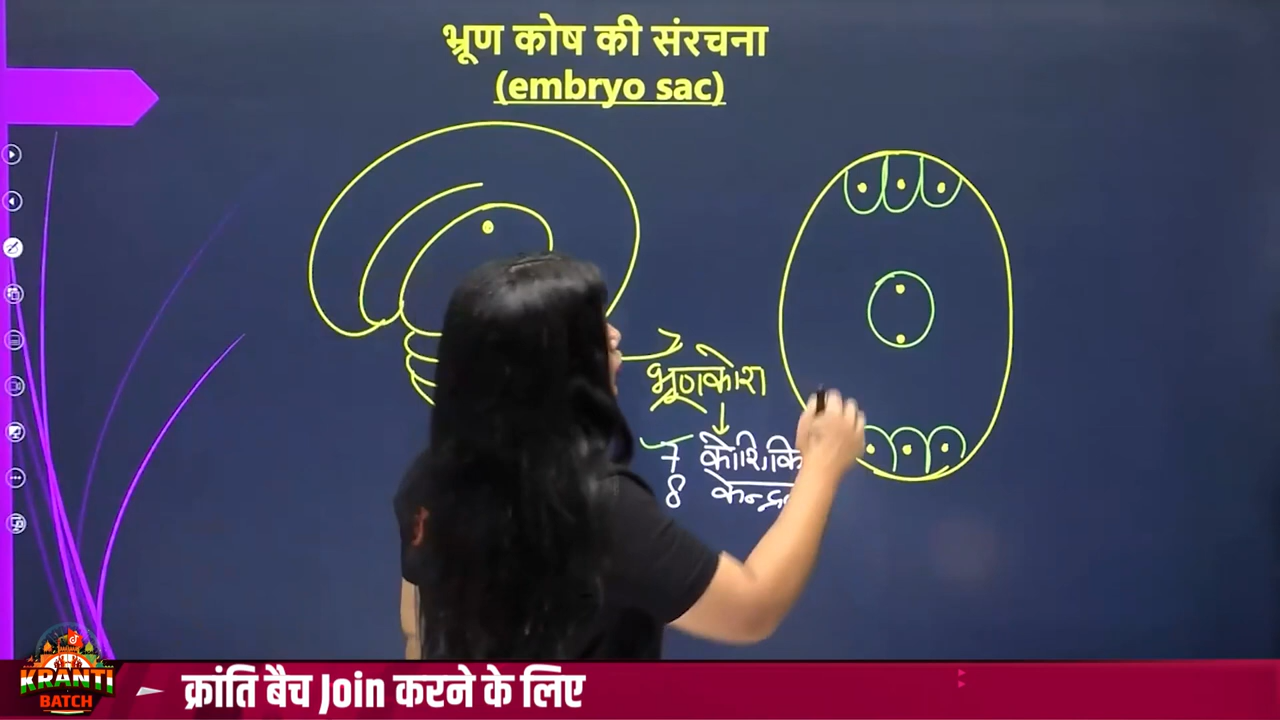 भ्रूण कोष की संरचना
(embryo sac)
भ्रूणकोश
7 कोशिकि
8 केन्द्र
KRANTI
BATCH
क्रांति बैच Join करने के लिए